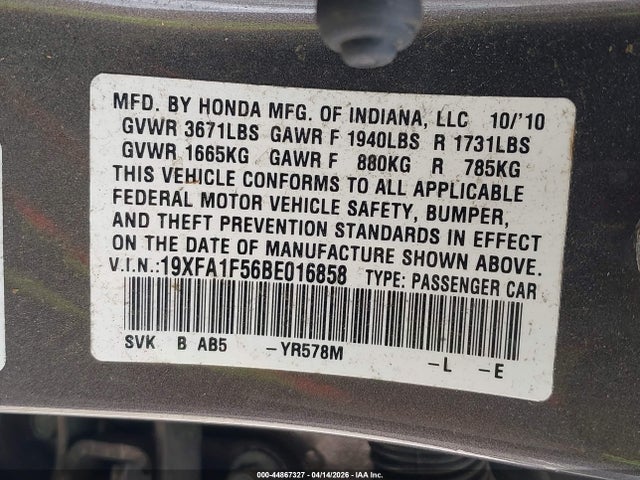 MFD. BY HONDA MFG. OF INDIANA, LLC 10/'10
GVWR 3671LBS GAWR F 1940LBS R 1731LBS
GVWR 1665KG GAWR F 880KG R 785KG
THIS VEHICLE CONFORMS TO ALL APPLICABLE
FEDERAL MOTOR VEHICLE SAFETY, BUMPER,
AND THEFT PREVENTION STANDARDS IN EFFECT
ON THE DATE OF MANUFACTURE SHOWN ABOVE.
V.I.N.:19XFA1F56BE016858 TYPE: PASSENGER CAR
SVK B AB5 -YR578M -L -E
000-44867327 - 04/14/2026 - IAA Inc.